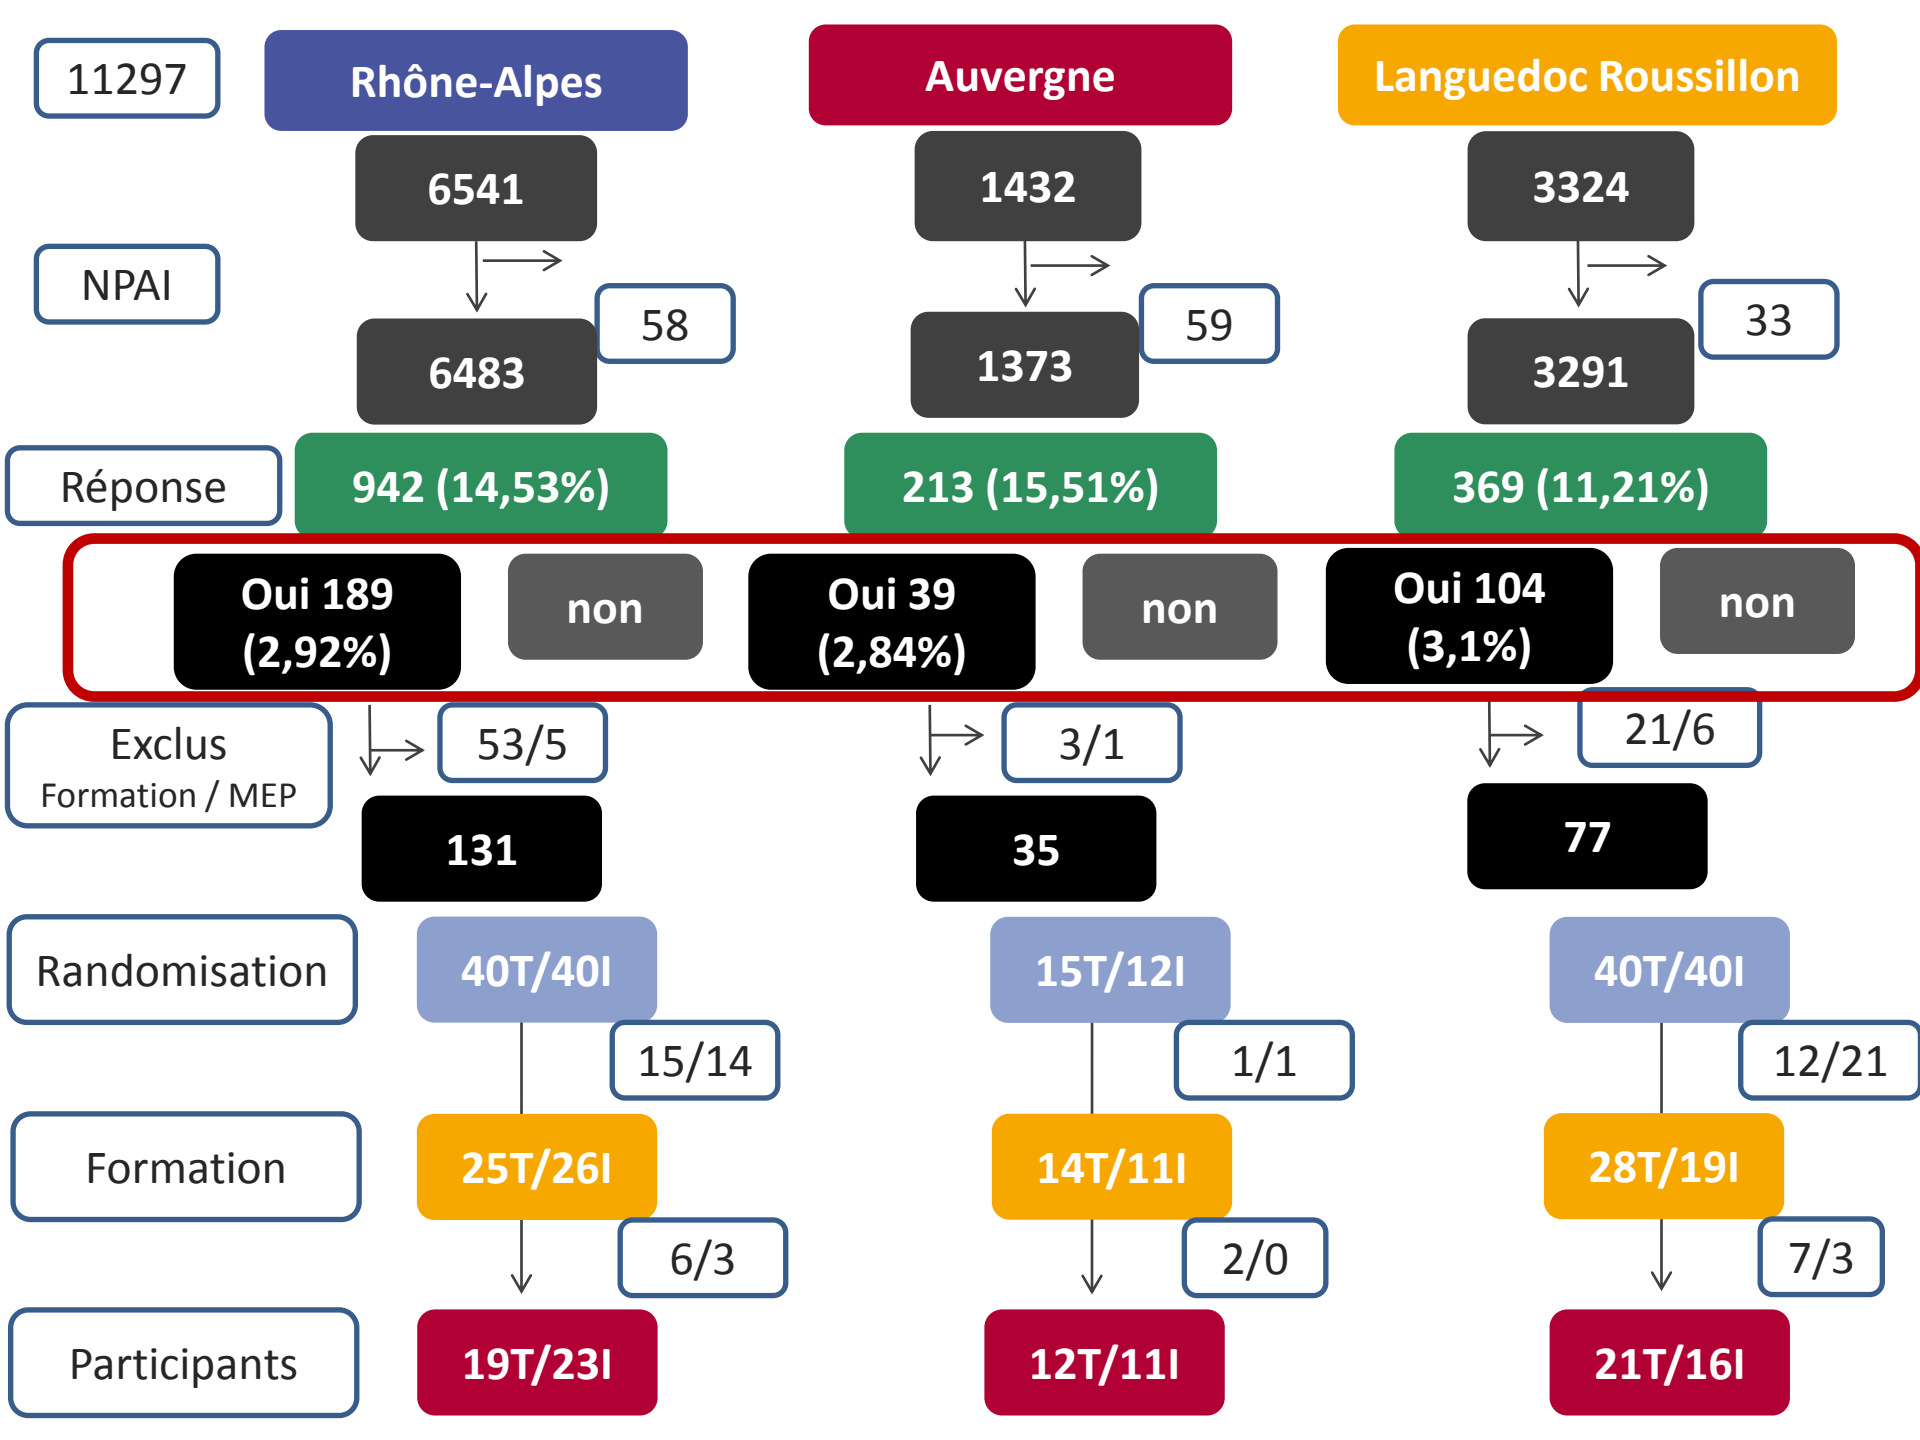 11297
Rhône-Alpes
Auvergne
Languedoc Roussillon
6541
1432
3324
NPAI
58
59
33
6483
1373
3291
Réponse
942 (14,53%)
213 (15,51%)
369 (11,21%)
Oui 189
(2,92%)
non
Oui 39
(2,84%)
non
Oui 104
(3,1%)
non
Exclus
Formation / MEP
53/5
3/1
21/6
131
35
77
Randomisation
40T/40I
15T/12I
40T/40I
15/14
1/1
12/21
Formation
25T/26I
14T/11I
28T/19I
6/3
2/0
7/3
Participants
19T/23I
12T/11I
21T/16I